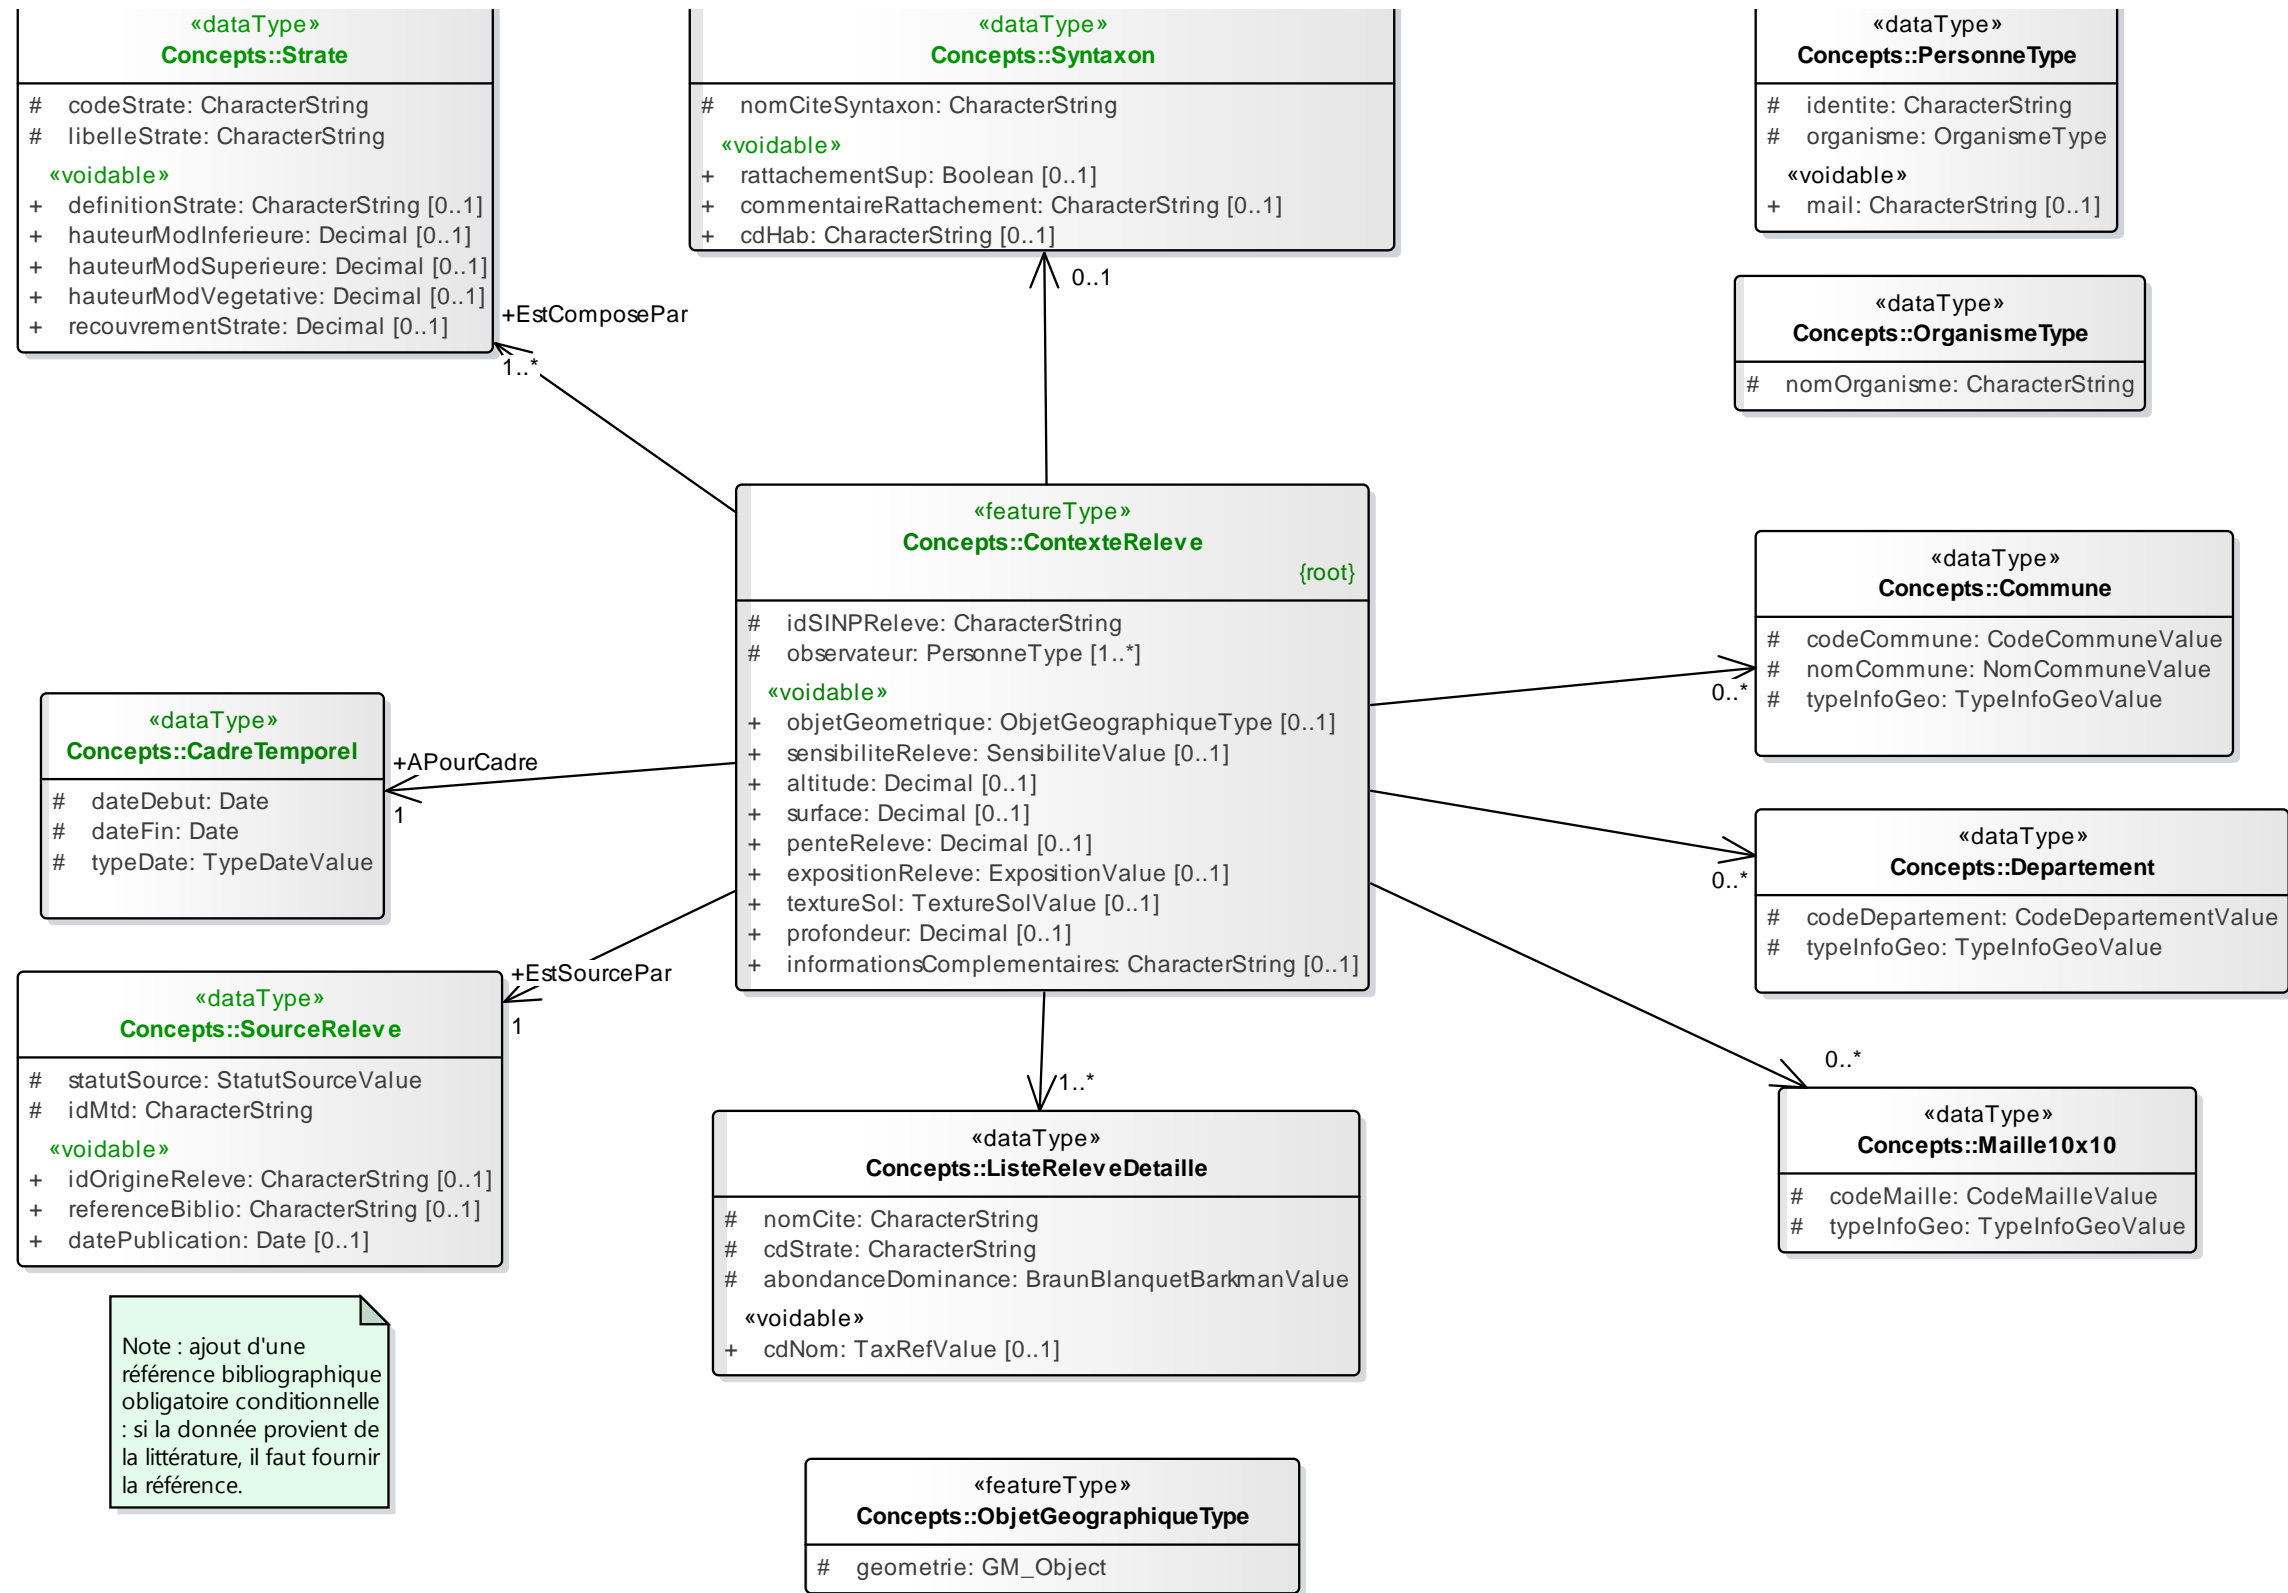 «dataType»
Concepts::Strate
# codeStrate: CharacterString
# libelleStrate: CharacterString
«voidable»
+ definitionStrate: CharacterString [0..1]
+ hauteurModInferieure: Decimal [0..1]
+ hauteurModSuperieure: Decimal [0..1]
+ hauteurModVegetative: Decimal [0..1]
+ recouvrementStrate: Decimal [0..1]
«dataType»
Concepts::Syntaxon
# nomCiteSyntaxon: CharacterString
«voidable»
+ rattachementSup: Boolean [0..1]
+ commentaireRattachement: CharacterString [0..1]
+ cdHab: CharacterString [0..1]
«dataType»
Concepts::PersonneType
# identite: CharacterString
# organisme: OrganismeType
«voidable»
+ mail: CharacterString [0..1]
«dataType»
Concepts::OrganismeType
# nomOrganisme: CharacterString
+EstComposePar
1..*
0..1
«featureType»
Concepts::ContexteReleve
{root}
# idSINPReleve: CharacterString
# observateur: PersonneType [1..*]
«voidable»
+ objetGeometrique: ObjetGeographiqueType [0..1]
+ sensibiliteReleve: SensibiliteValue [0..1]
+ altitude: Decimal [0..1]
+ surface: Decimal [0..1]
+ penteReleve: Decimal [0..1]
+ expositionReleve: ExpositionValue [0..1]
+ textureSol: TextureSolValue [0..1]
+ profondeur: Decimal [0..1]
+ informationsComplementaires: CharacterString [0..1]
«dataType»
Concepts::Commune
# codeCommune: CodeCommuneValue
# nomCommune: NomCommuneValue
# typeInfoGeo: TypeInfoGeoValue
0..*
«dataType»
Concepts::CadreTemporel
# dateDebut: Date
# dateFin: Date
# typeDate: TypeDateValue
+APourCadre
1
«dataType»
Concepts::Departement
# codeDepartement: CodeDepartementValue
# typeInfoGeo: TypeInfoGeoValue
0..*
+EstSourcePar
1
«dataType»
Concepts::SourceReleve
# statutSource: StatutSourceValue
# idMtd: CharacterString
«voidable»
+ idOrigineReleve: CharacterString [0..1]
+ referenceBiblio: CharacterString [0..1]
+ datePublication: Date [0..1]
1..*
«dataType»
Concepts::ListeReleveDetaille
# nomCite: CharacterString
# cdStrate: CharacterString
# abondanceDominance: BraunBlanquetBarkmanValue
«voidable»
+ cdNom: TaxRefValue [0..1]
0..*
«dataType»
Concepts::Maille10x10
# codeMaille: CodeMailleValue
# typeInfoGeo: TypeInfoGeoValue
Note : ajout d'une
référence bibliographique
obligatoire conditionnelle
: si la donnée provient de
la littérature, il faut fournir
la référence.
«featureType»
Concepts::ObjetGeographiqueType
# geometrie: GM_Object